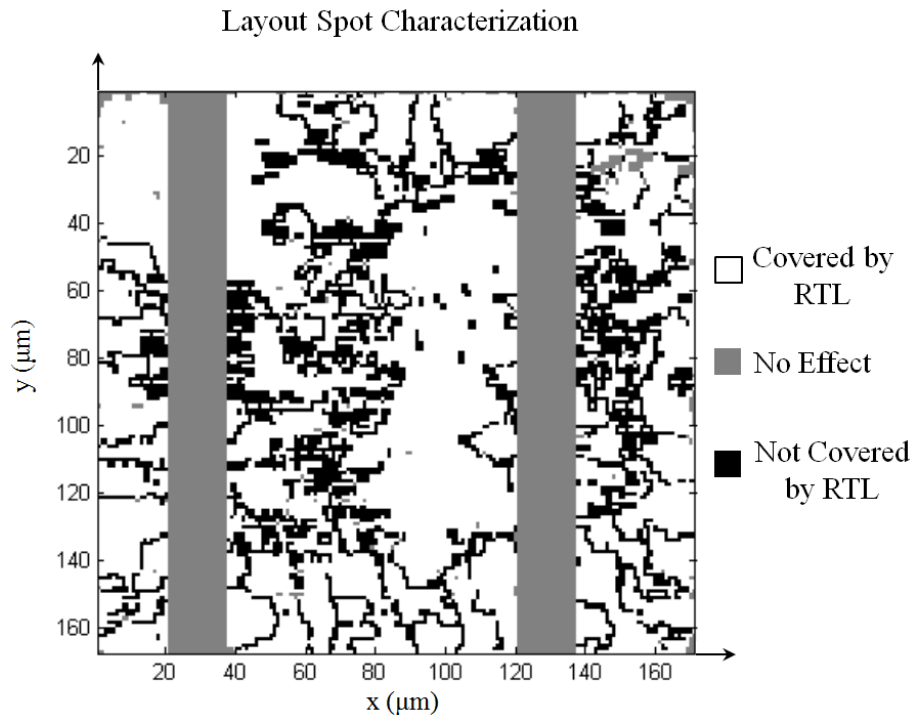 Layout Spot Characterization
20
40
60
80
100
120
140
160
y (μm)
20
40
60
80
100
120
140
160
x (μm)
Covered by
RTL
No Effect
Not Covered
by RTL